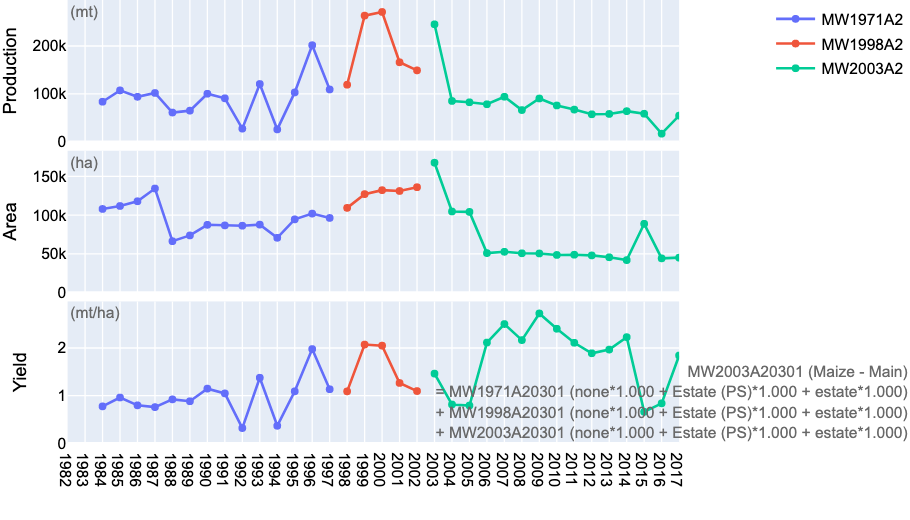 Production
(mt)
200k
100k
0
MW1971A2
MW1998A2
MW2003A2
Area
(ha)
150k
100k
50k
0
Yield
(mt/ha)
2
1
0
MW2003A20301 (Maize - Main)
= MW1971A20301 (none*1.000 + Estate (PS)*1.000 + estate*1.000)
+ MW1998A20301 (none*1.000 + Estate (PS)*1.000 + estate*1.000)
+ MW2003A20301 (none*1.000 + Estate (PS)*1.000 + estate*1.000)
1982
1983
1984
1985
1986
1987
1988
1989
1990
1991
1992
1993
1994
1995
1996
1997
1998
1999
2000
2001
2002
2003
2004
2005
2006
2007
2008
2009
2010
2011
2012
2013
2014
2015
2016
2017